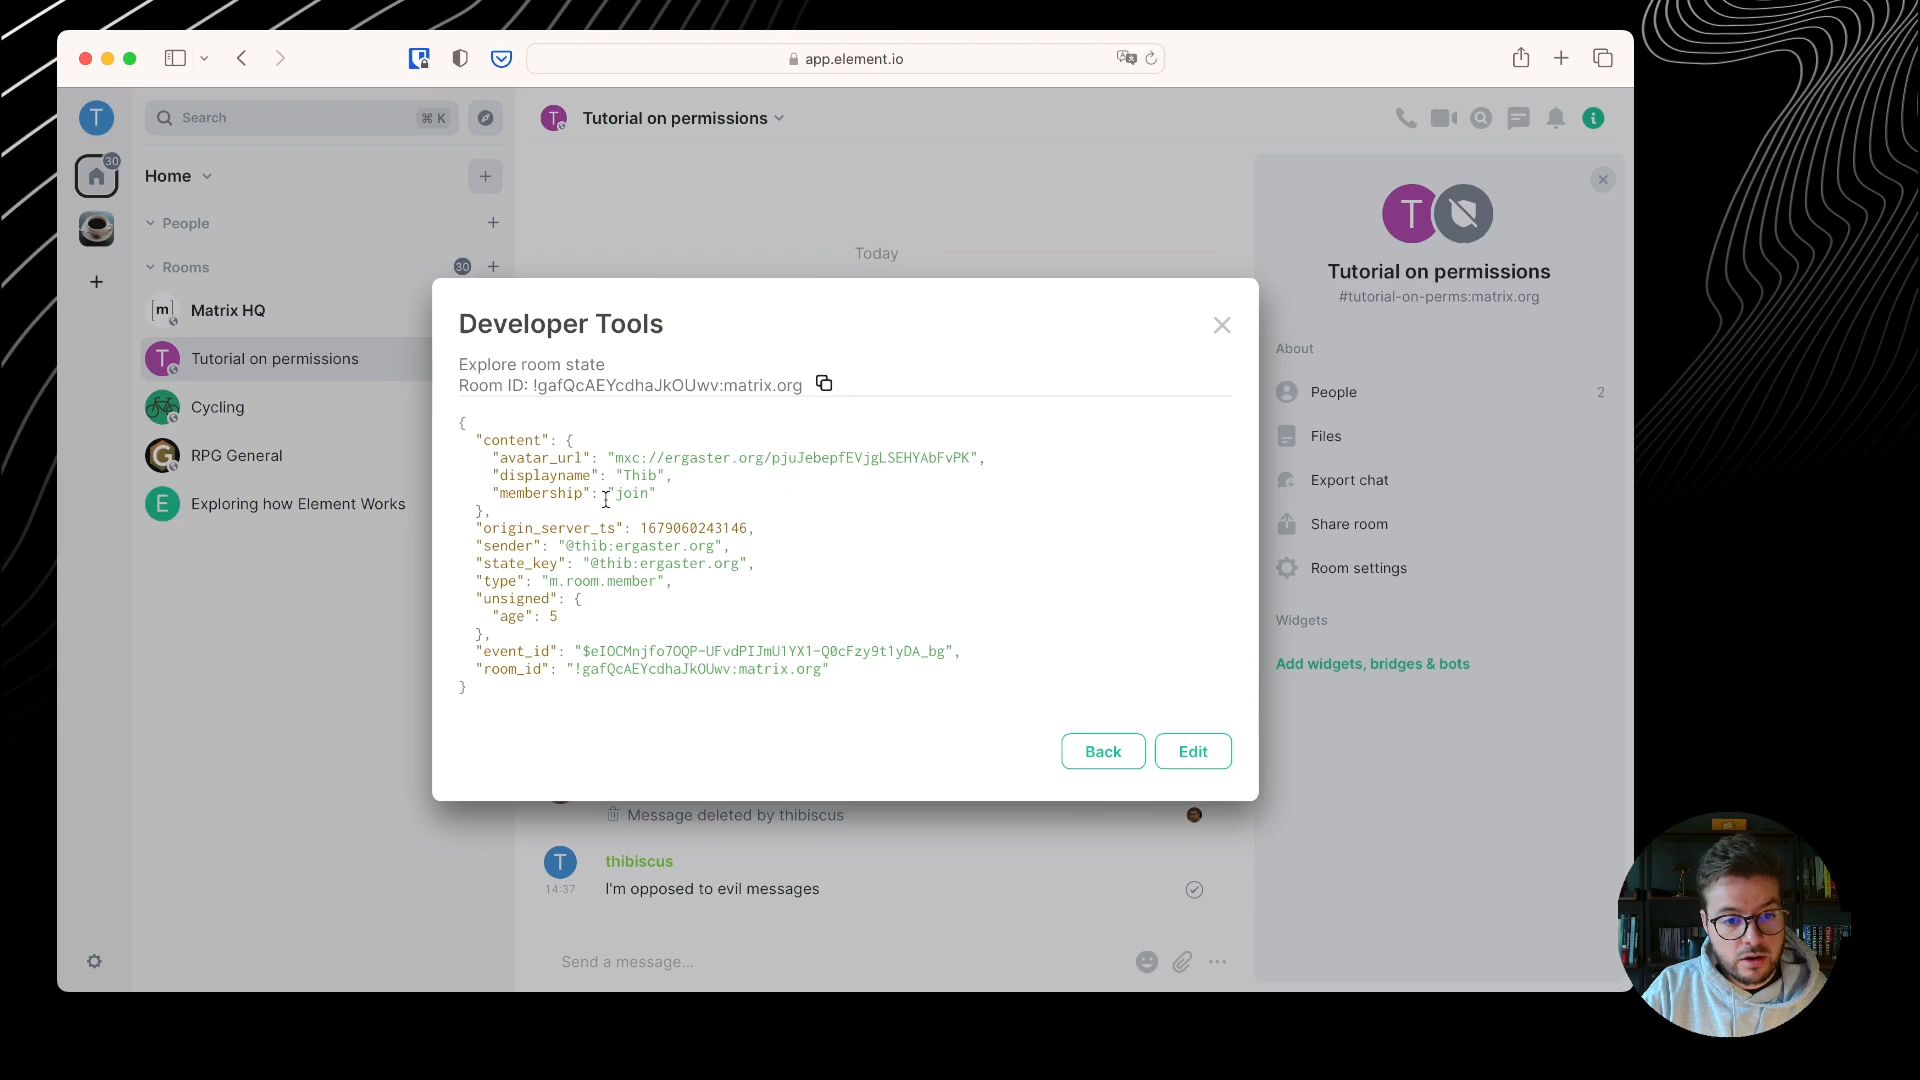 app.element.io
T
Search
⌘ K
T
Tutorial on permissions
30
Home
People
Today
T
Rooms
30
Tutorial on permissions
#tutorial-on-perms:matrix.org
[m]
Matrix HQ
Developer Tools
About
T
Tutorial on permissions
Explore room state
Room ID: !gafQcAEYcdhaJkOUwv:matrix.org
People
2
Cycling
{
"content": {
Files
"avatar_url": "mxc://ergaster.org/pjuJebepfEVjgLSEHYAbFvPK",
G
RPG General
"displayname": "Thib",
Export chat
"membership": "join"
E
Exploring how Element Works
},
"origin_server_ts": 1679060243146,
Share room
"sender": "@thib:ergaster.org",
"state_key": "@thib:ergaster.org",
Room settings
"type": "m.room.member",
"unsigned": {
"age": 5
Widgets
},
"event_id": "$eIOCMnjfo7OQP-UFvdPIJmU1YX1-Q0cFzy9t1yDA_bg",
Add widgets, bridges & bots
"room_id": "!gafQcAEYcdhaJkOUwv:matrix.org"
}
Back
Edit
Message deleted by thibiscus
T
thibiscus
14:37
I'm opposed to evil messages
Send a message...